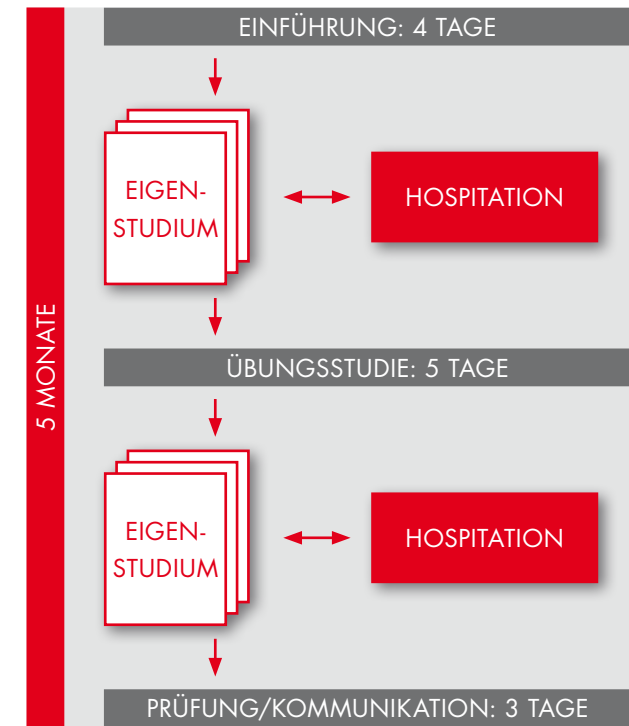 EINFÜHRUNG: 4 TAGE
EIGEN-
STUDIUM
HOSPITATION
5 MONATE
ÜBUNGSSTUDIE: 5 TAGE
EIGEN-
STUDIUM
HOSPITATION
PRÜFUNG/KOMMUNIKATION: 3 TAGE